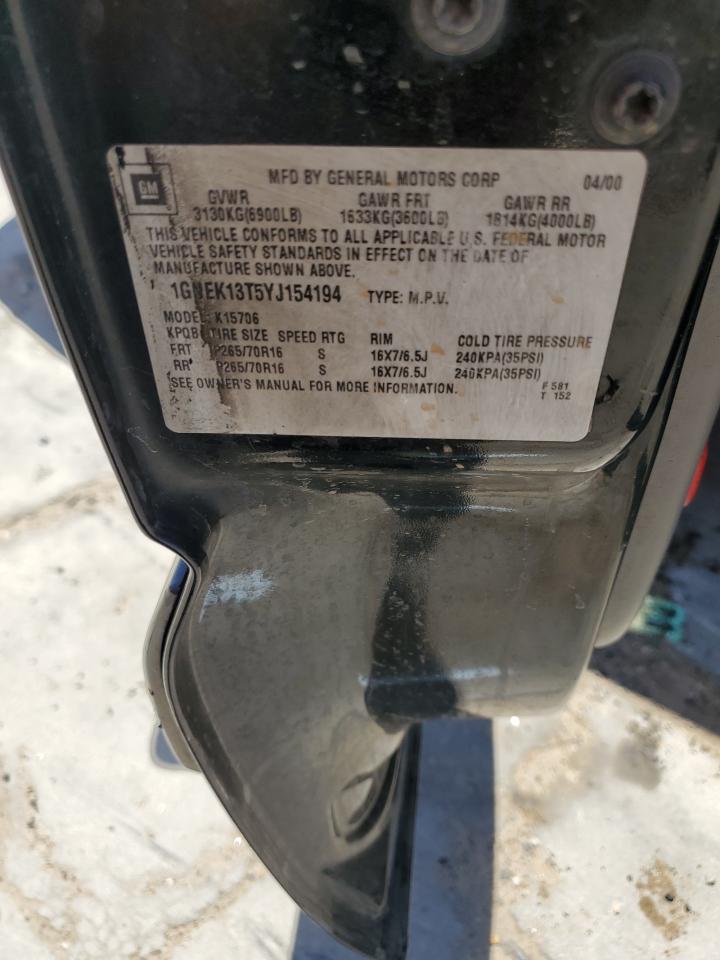 GM
MFD BY GENERAL MOTORS CORP 04/00
GVWR GAWR FRT GAWR RR
3130KG(6900LB) 1633KG(3600LB) 1814KG(4000LB)
THIS VEHICLE CONFORMS TO ALL APPLICABLE U.S. FEDERAL MOTOR
VEHICLE SAFETY STANDARDS IN EFFECT ON THE DATE OF
MANUFACTURE SHOWN ABOVE.
1GNEK13T5YJ154194 TYPE: M.P.V.
MODEL: K15706
KPQB TIRE SIZE SPEED RTG RIM COLD TIRE PRESSURE
FRT P265/70R16 S 16X7/6.5J 240KPA(35PSI)
RR P265/70R16 S 16X7/6.5J 240KPA(35PSI)
SEE OWNER'S MANUAL FOR MORE INFORMATION.
F 581
T 152